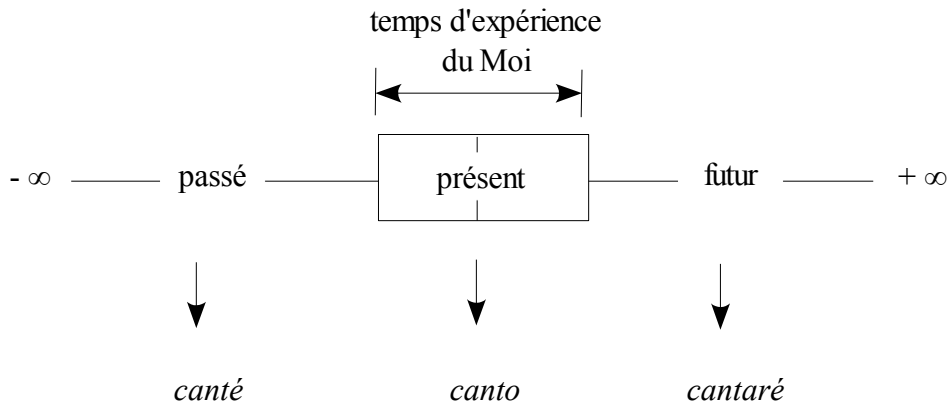 temps d'expérience
du Moi
- ∞ passé présent futur + ∞
canté canto cantaré